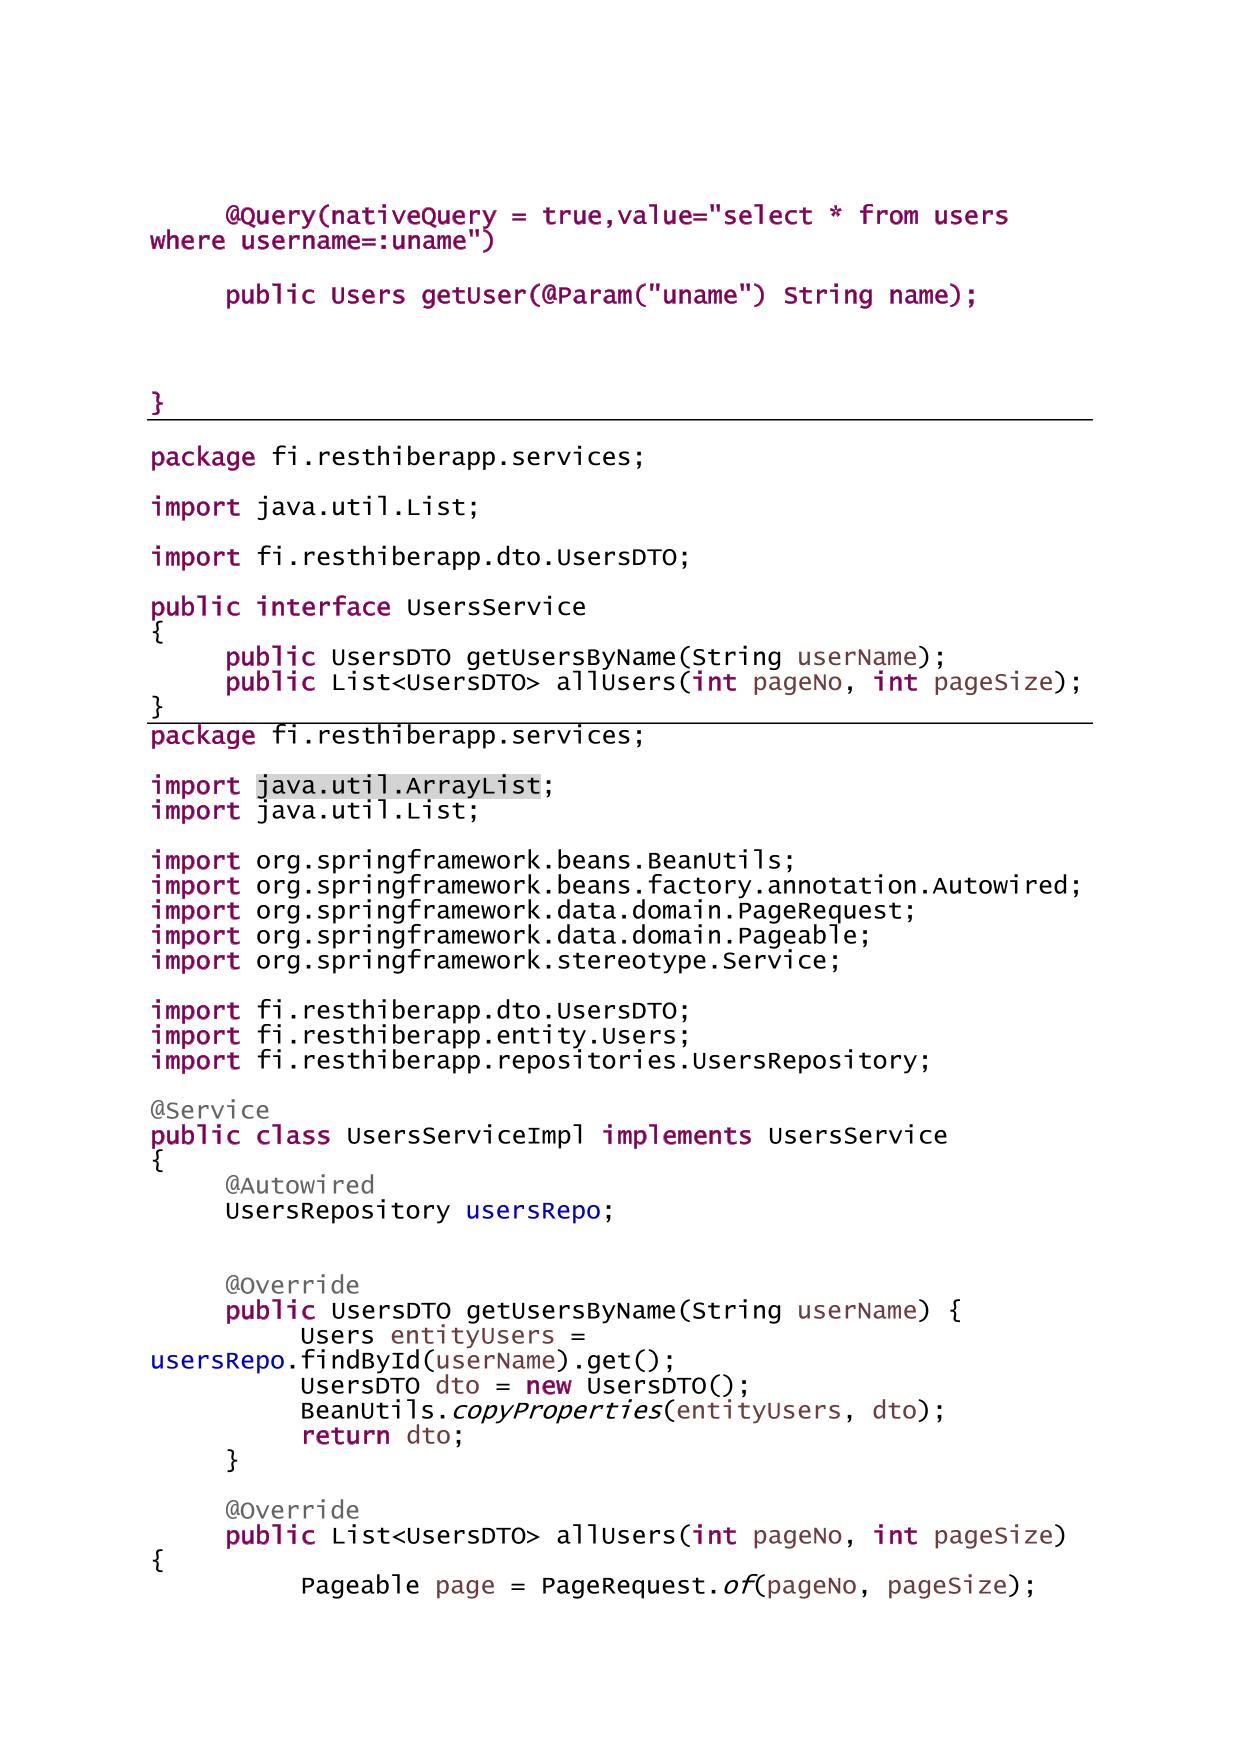 @Query(nativeQuery = true,value="select * from users
where username=:uname")
public Users getUser(@Param("uname") String name);
}
package fi.resthiberapp.services;
import java.util.List;
import fi.resthiberapp.dto.UsersDTO;
public interface UsersService
{
public UsersDTO getUsersByName(String userName);
public List<UsersDTO> allUsers(int pageNo, int pageSize);
}
package fi.resthiberapp.services;
import java.util.ArrayList;
import java.util.List;
import org.springframework.beans.BeanUtils;
import org.springframework.beans.factory.annotation.Autowired;
import org.springframework.data.domain.PageRequest;
import org.springframework.data.domain.Pageable;
import org.springframework.stereotype.Service;
import fi.resthiberapp.dto.UsersDTO;
import fi.resthiberapp.entity.Users;
import fi.resthiberapp.repositories.UsersRepository;
@Service
public class UsersServiceImpl implements UsersService
{
@Autowired
UsersRepository usersRepo;
@Override
public UsersDTO getUsersByName(String userName) {
Users entityUsers =
usersRepo.findById(userName).get();
UsersDTO dto = new UsersDTO();
BeanUtils.copyProperties(entityUsers, dto);
return dto;
}
@Override
public List<UsersDTO> allUsers(int pageNo, int pageSize)
{
Pageable page = PageRequest.of(pageNo, pageSize);